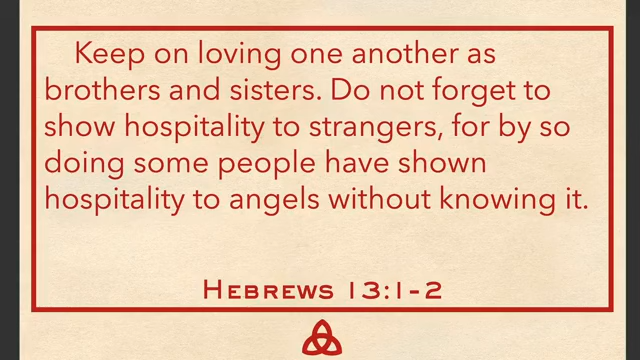 Keep on loving one another as
brothers and sisters. Do not forget to
show hospitality to strangers, for by so
doing some people have shown
hospitality to angels without knowing it.
HEBREWS 13:1-2